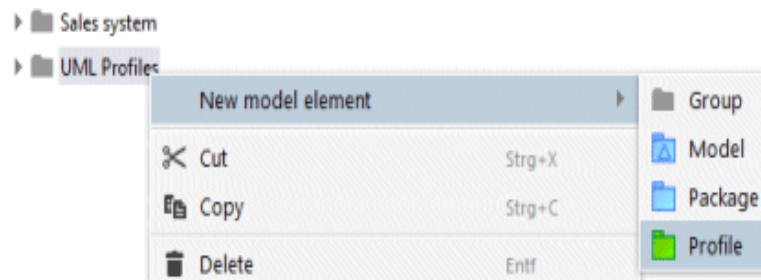 Sales system
UML Profiles
New model element
Group
Cut Strg+X
Model
Copy Strg+C
Package
Delete Entf
Profile